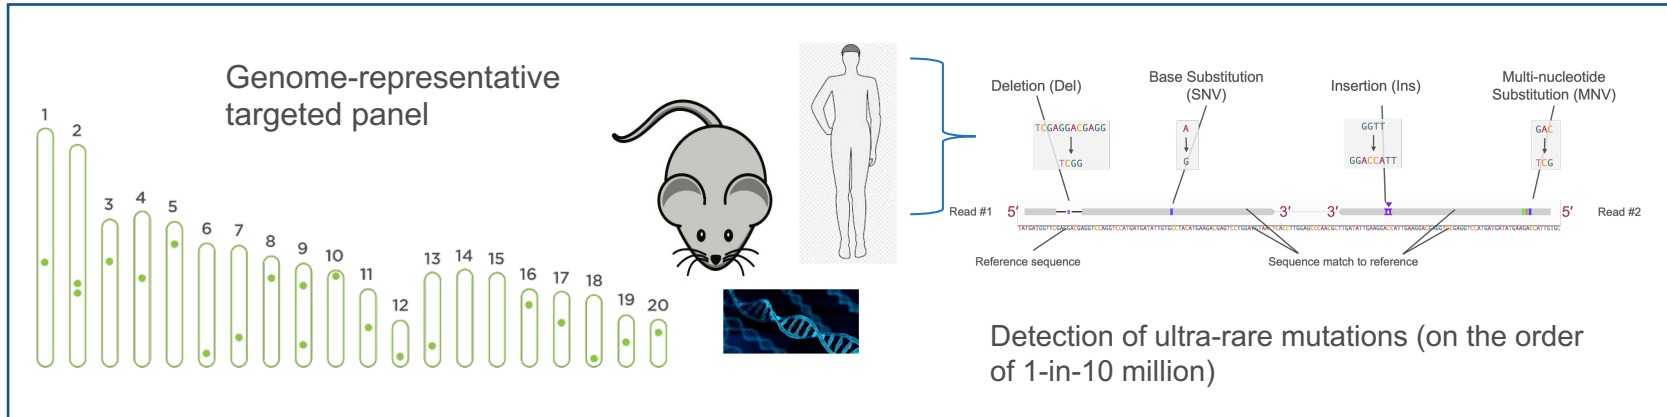 Genome-representative
targeted panel
1 2 3 4 5 6 7 8 9 10 11 12 13 14 15 16 17 18 19 20
Deletion (Del)
Base Substitution
(SNV)
Insertion (Ins)
Multi-nucleotide
Substitution (MNV)
TCGAGGACGAGG
TCGG
A
G
GGTT
GGACCATT
GAC
TCG
Read #1 5′ 3′ 3′ 5′ Read #2
Reference sequence
Sequence match to reference
Detection of ultra-rare mutations (on the order
of 1-in-10 million)